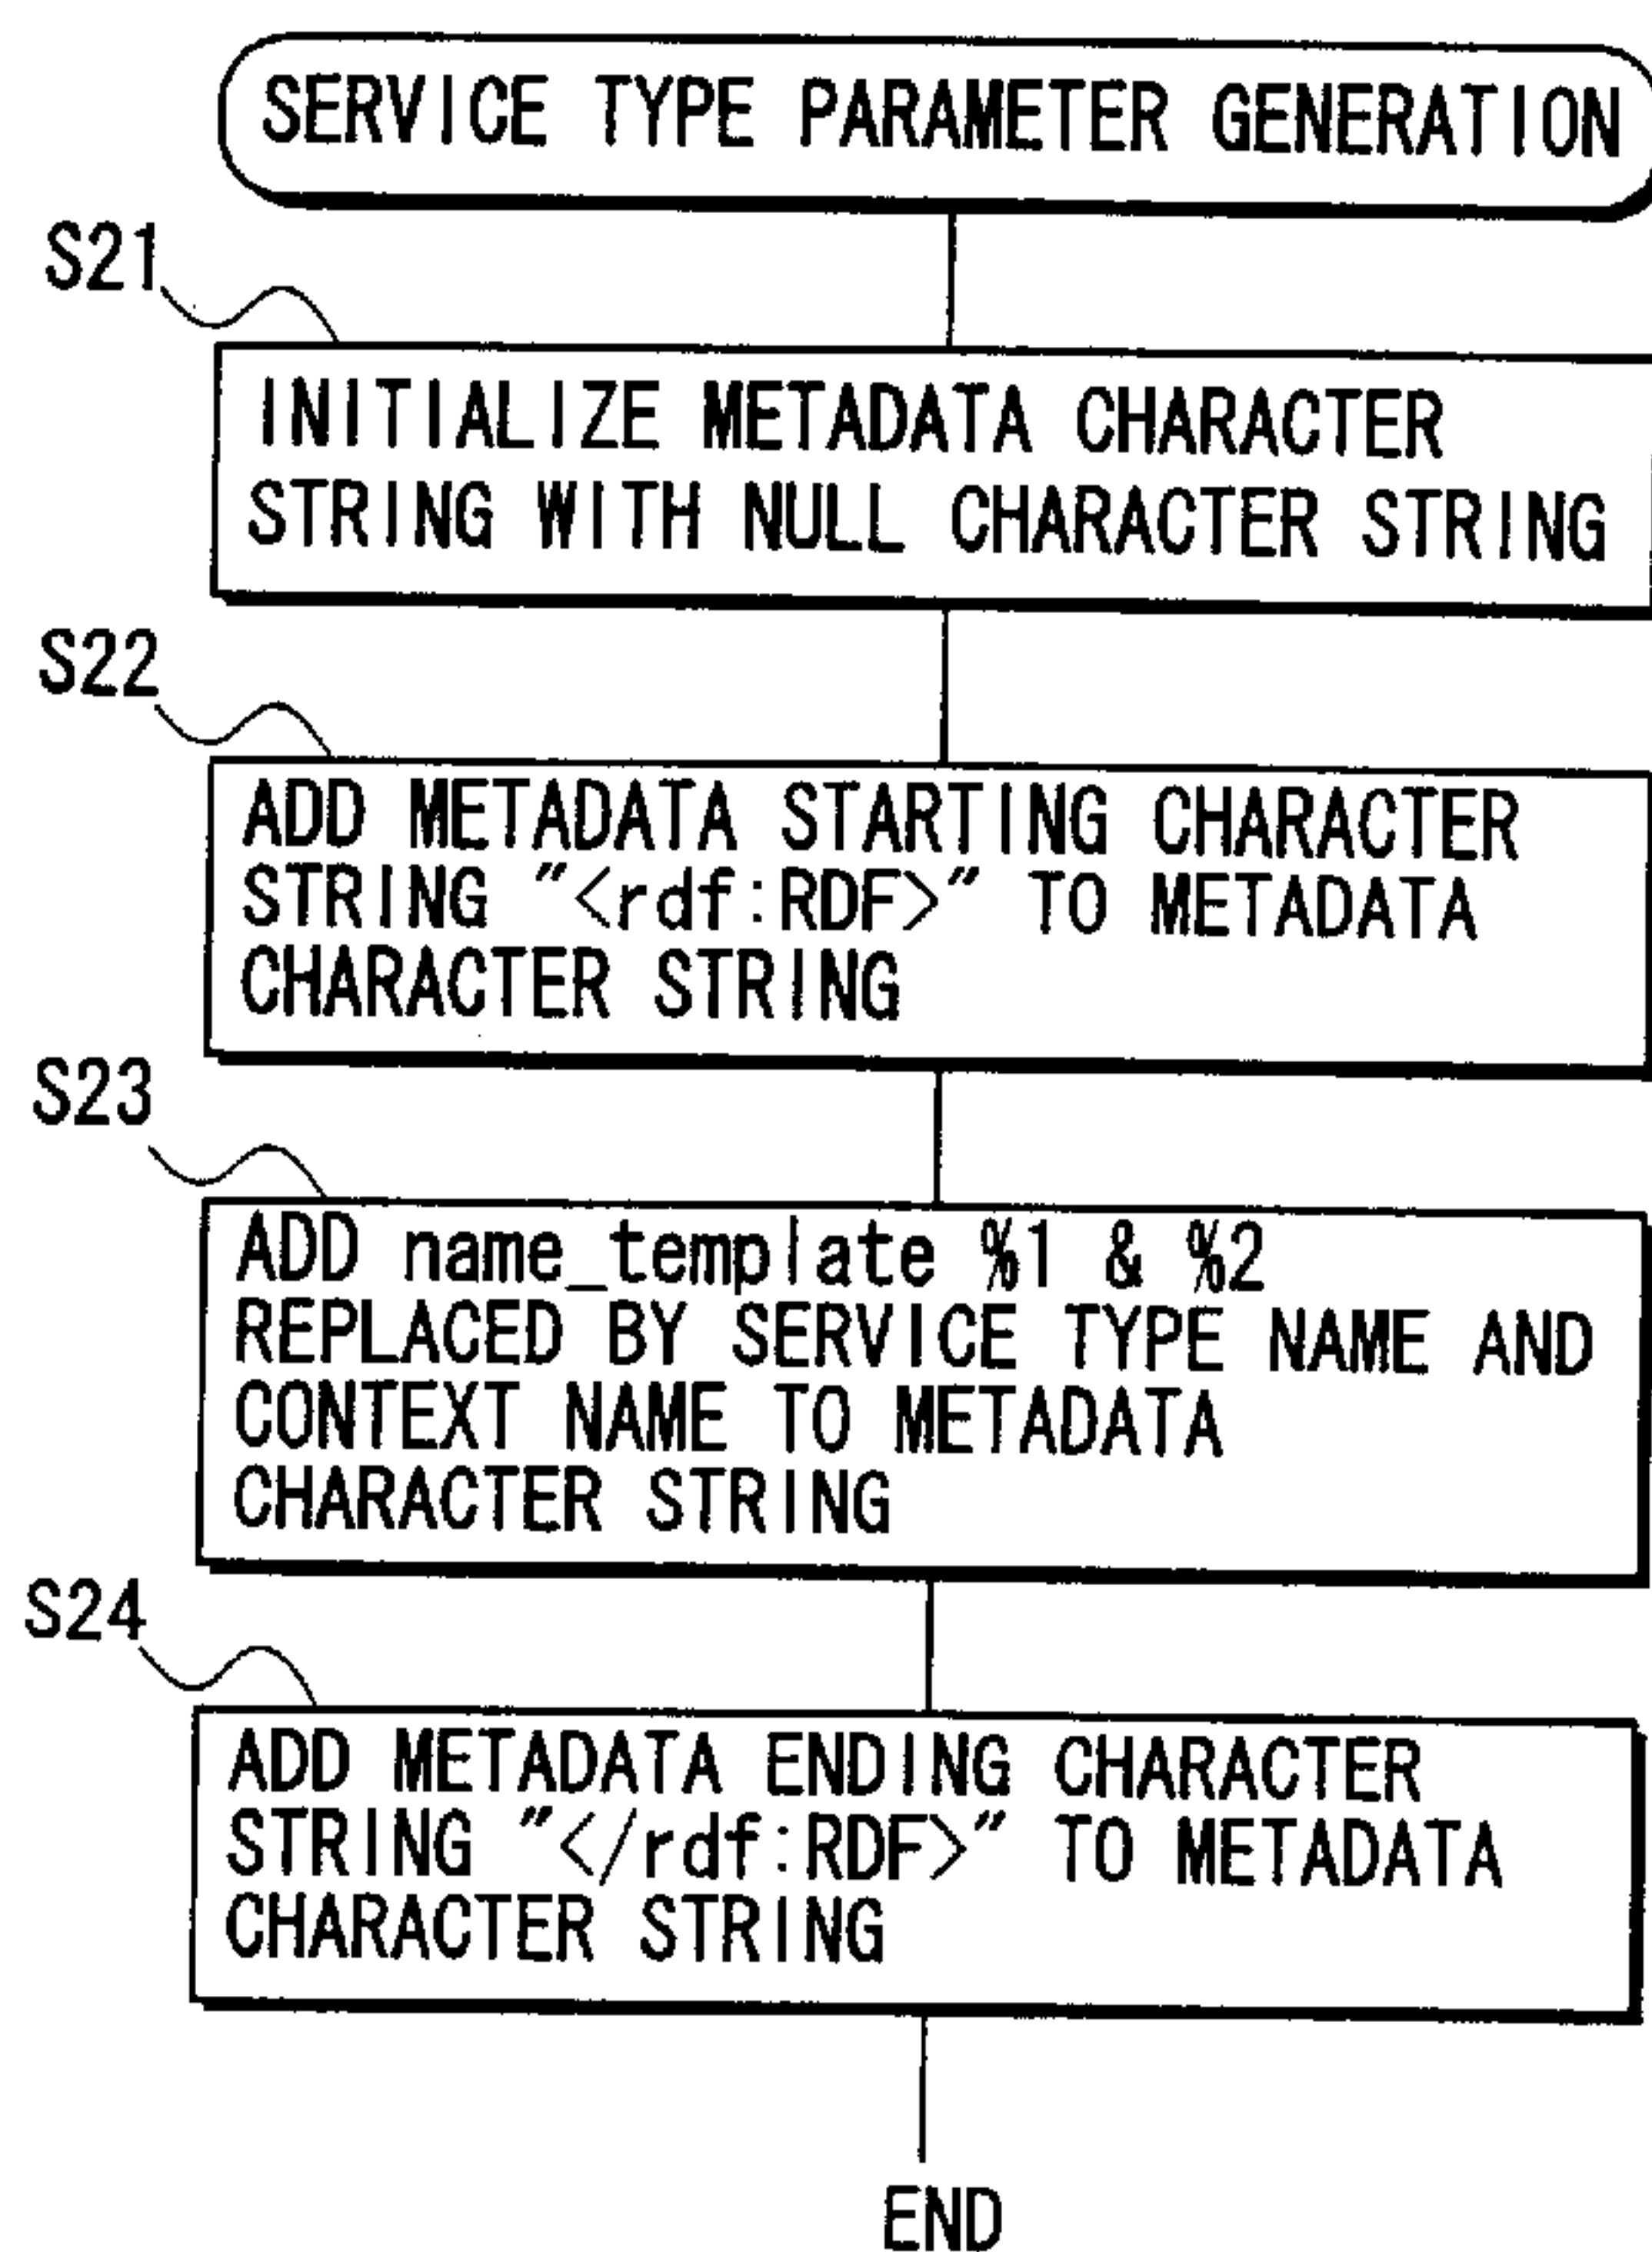 SERVICE TYPE PARAMETER GENERATION
S21
INITIALIZE METADATA CHARACTER
STRING WITH NULL CHARACTER STRING
S22
ADD METADATA STARTING CHARACTER
STRING "<rdf:RDF>" TO METADATA
CHARACTER STRING
S23
ADD name_template %1 & %2
REPLACED BY SERVICE TYPE NAME AND
CONTEXT NAME TO METADATA
CHARACTER STRING
S24
ADD METADATA ENDING CHARACTER
STRING "</rdf:RDF>" TO METADATA
CHARACTER STRING
END